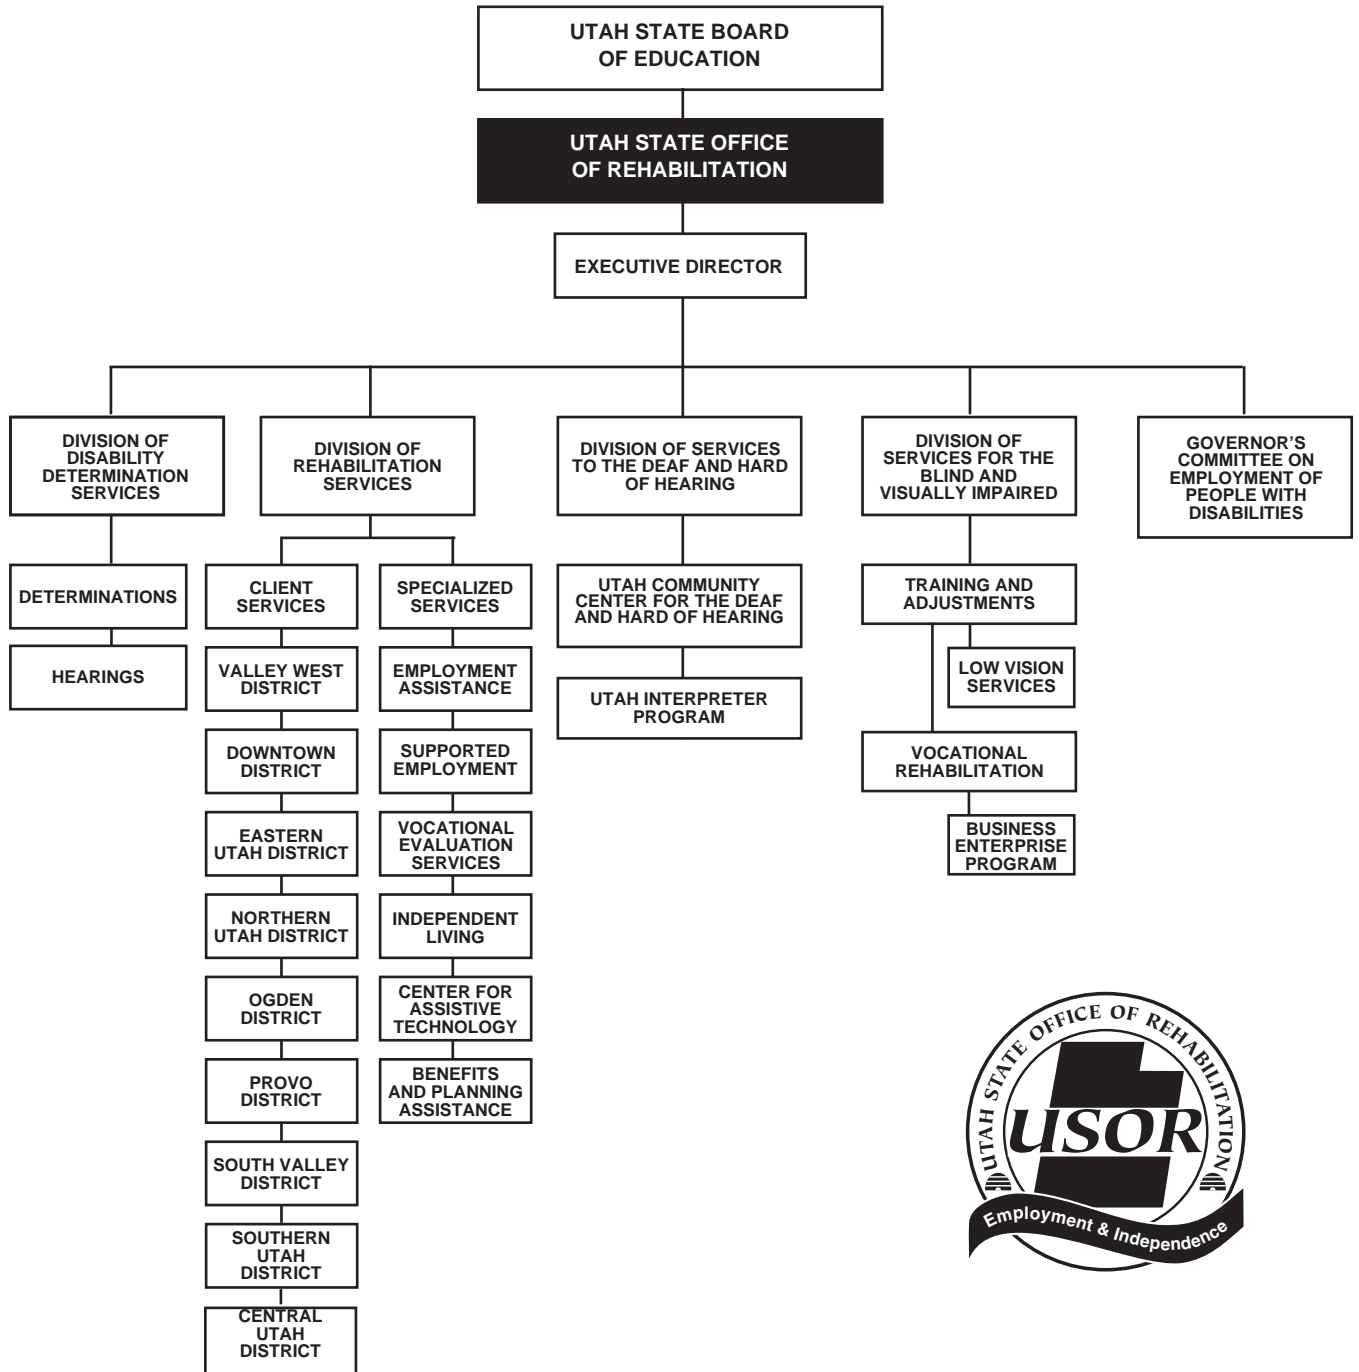 UTAH STATE BOARD
OF EDUCATION
UTAH STATE OFFICE
OF REHABILITATION
EXECUTIVE DIRECTOR
DIVISION OF
DISABILITY
DETERMINATION
SERVICES
DIVISION OF
REHABILITATION
SERVICES
DIVISION OF SERVICES
TO THE DEAF AND HARD
OF HEARING
DIVISION OF
SERVICES FOR THE
BLIND AND
VISUALLY IMPAIRED
GOVERNOR’S
COMMITTEE ON
EMPLOYMENT OF
PEOPLE WITH
DISABILITIES
DETERMINATIONS
HEARINGS
CLIENT
SERVICES
VALLEY WEST
DISTRICT
DOWNTOWN
DISTRICT
EASTERN
UTAH DISTRICT
NORTHERN
UTAH DISTRICT
OGDEN
DISTRICT
PROVO
DISTRICT
SOUTH VALLEY
DISTRICT
SOUTHERN
UTAH
DISTRICT
CENTRAL
UTAH
DISTRICT
SPECIALIZED
SERVICES
EMPLOYMENT
ASSISTANCE
SUPPORTED
EMPLOYMENT
VOCATIONAL
EVALUATION
SERVICES
INDEPENDENT
LIVING
CENTER FOR
ASSISTIVE
TECHNOLOGY
BENEFITS
AND PLANNING
ASSISTANCE
UTAH COMMUNITY
CENTER FOR THE DEAF
AND HARD OF HEARING
UTAH INTERPRETER
PROGRAM
TRAINING AND
ADJUSTMENTS
LOW VISION
SERVICES
VOCATIONAL
REHABILITATION
BUSINESS
ENTERPRISE
PROGRAM
UTAH STATE OFFICE OF REHABILITATION
USOR
Employment & Independence